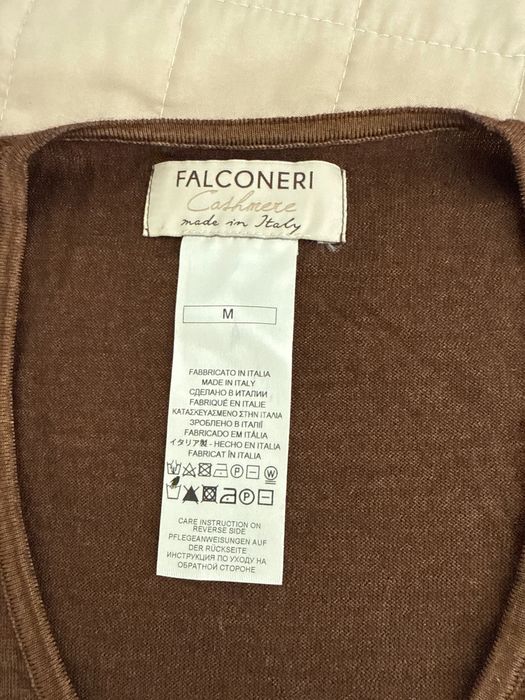 FALCONERI
Cashmere
made in Italy
M
FABBRICATO IN ITALIA
MADE IN ITALY
СДЕЛАНО В ИТАЛИИ
FABRIQUÉ EN ITALIE
ΚΑΤΑΣΚΕΥΑΣΜΕΝΟ ΣΤΗΝ ΙΤΑΛΙΑ
ЗРОБЛЕНО В ІТАЛІЇ
FABRICADO EM ITÁLIA
イタリア製 - HECHO EN ITALIA
FABRICAT ÎN ITALIA
P W
P
CARE INSTRUCTION ON
REVERSE SIDE
PFLEGEANWEISUNGEN AUF
DER RÜCKSEITE
ИНСТРУКЦИЯ ПО УХОДУ НА
ОБРАТНОЙ СТОРОНЕ